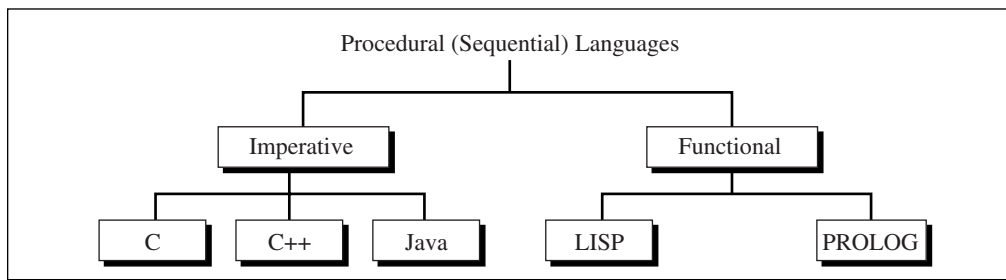 Procedural (Sequential) Languages
Imperative
Functional
C
C++
Java
LISP
PROLOG